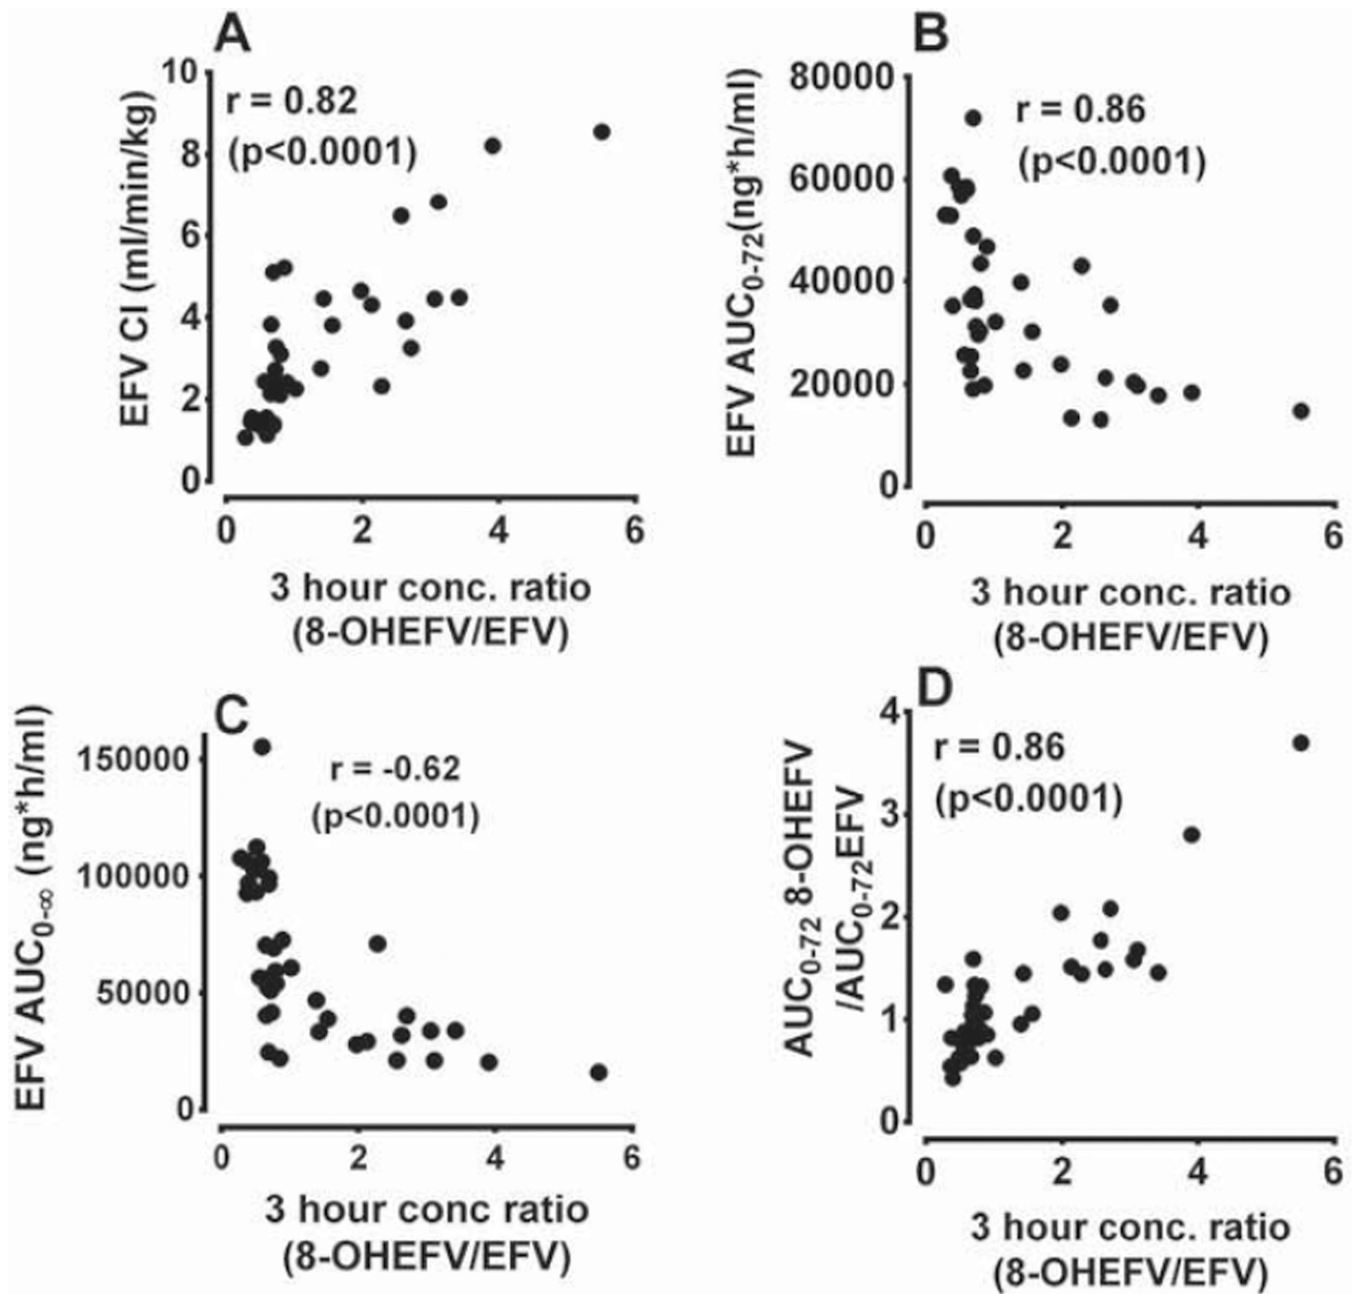 A
10
8
6
4
2
0
EFV Cl (ml/min/kg)
r = 0.82
(p<0.0001)
0 2 4 6
3 hour conc. ratio
(8-OHEFV/EFV)
B
80000
60000
40000
20000
0
EFV AUC0-72(ng*h/ml)
r = 0.86
(p<0.0001)
0 2 4 6
3 hour conc. ratio
(8-OHEFV/EFV)
C
150000
100000
50000
0
EFV AUC0-∞ (ng*h/ml)
r = -0.62
(p<0.0001)
0 2 4 6
3 hour conc ratio
(8-OHEFV/EFV)
D
4
3
2
1
0
AUC0-72 8-OHEFV
/AUC0-72EFV
r = 0.86
(p<0.0001)
0 2 4 6
3 hour conc. ratio
(8-OHEFV/EFV)